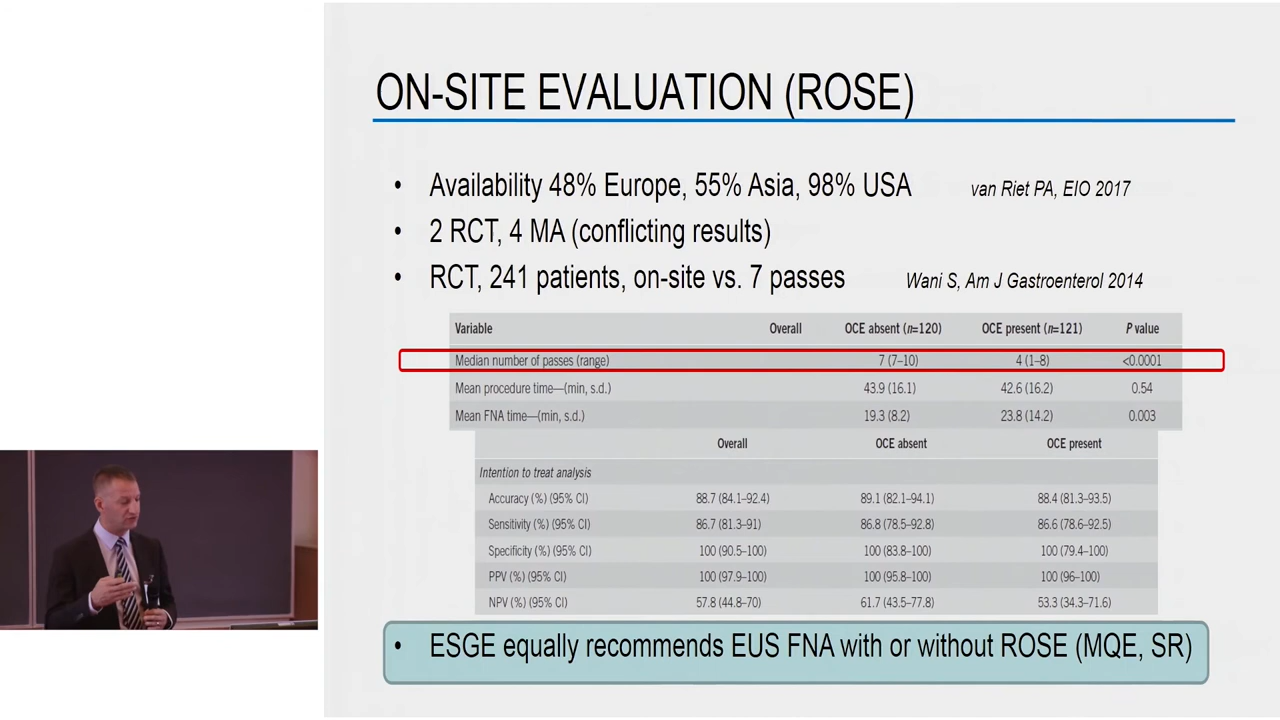 ON-SITE EVALUATION (ROSE)
• Availability 48% Europe, 55% Asia, 98% USA van Riet PA, EIO 2017
• 2 RCT, 4 MA (conflicting results)
• RCT, 241 patients, on-site vs. 7 passes Wani S, Am J Gastroenterol 2014
Variable Overall OCE absent (n=120) OCE present (n=121) P value
Median number of passes (range) 7 (7–10) 4 (1–8) <0.0001
Mean procedure time—(min, s.d.) 43.9 (16.1) 42.6 (16.2) 0.54
Mean FNA time—(min, s.d.) 19.3 (8.2) 23.8 (14.2) 0.003
Overall OCE absent OCE present
Intention to treat analysis
Accuracy (%) (95% CI) 88.7 (84.1–92.4) 89.1 (82.1–94.1) 88.4 (81.3–93.5)
Sensitivity (%) (95% CI) 86.7 (81.3–91) 86.8 (78.5–92.8) 86.6 (78.6–92.5)
Specificity (%) (95% CI) 100 (90.5–100) 100 (83.8–100) 100 (79.4–100)
PPV (%) (95% CI) 100 (97.9–100) 100 (95.8–100) 100 (96–100)
NPV (%) (95% CI) 57.8 (44.8–70) 61.7 (43.5–77.8) 53.3 (34.3–71.6)
• ESGE equally recommends EUS FNA with or without ROSE (MQE, SR)